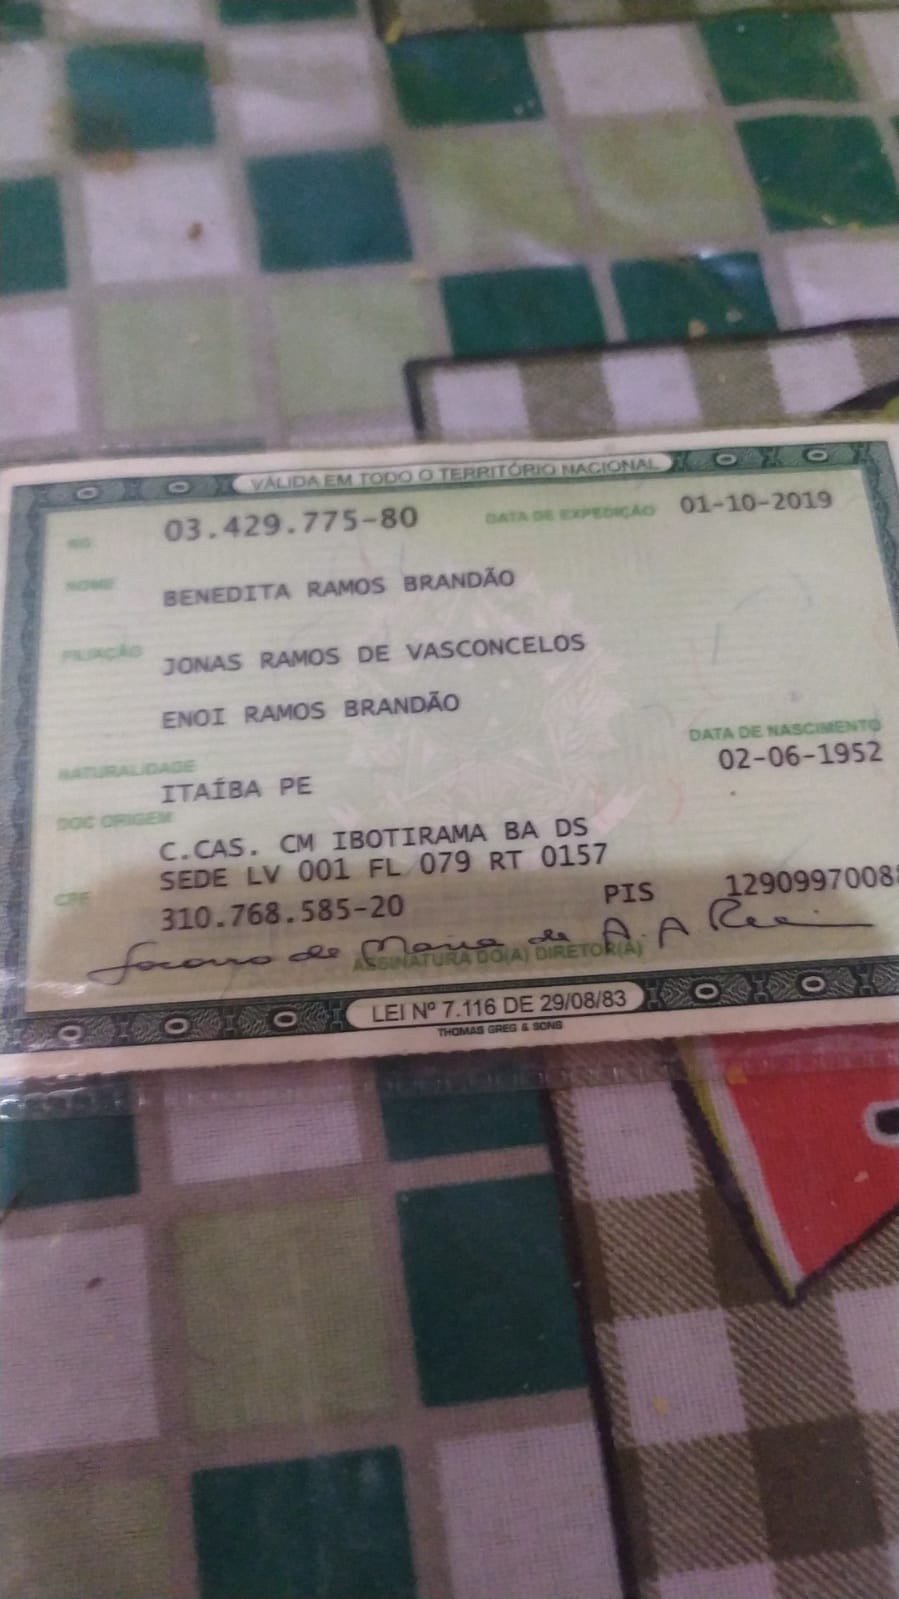 VÁLIDA EM TODO O TERRITÓRIO NACIONAL
RG 03.429.775-80 DATA DE EXPEDIÇÃO 01-10-2019
NOME BENEDITA RAMOS BRANDÃO
FILIAÇÃO JONAS RAMOS DE VASCONCELOS
ENOI RAMOS BRANDÃO
NATURALIDADE DATA DE NASCIMENTO
ITAÍBA PE 02-06-1952
DOC ORIGEM C.CAS. CM IBOTIRAMA BA DS
SEDE LV 001 FL 079 RT 0157
CPF 310.768.585-20 PIS 1290997008
Socorro de Maria de A. A
ASSINATURA DO(A) DIRETOR(A)
LEI Nº 7.116 DE 29/08/83
THOMAS GREG & SONS